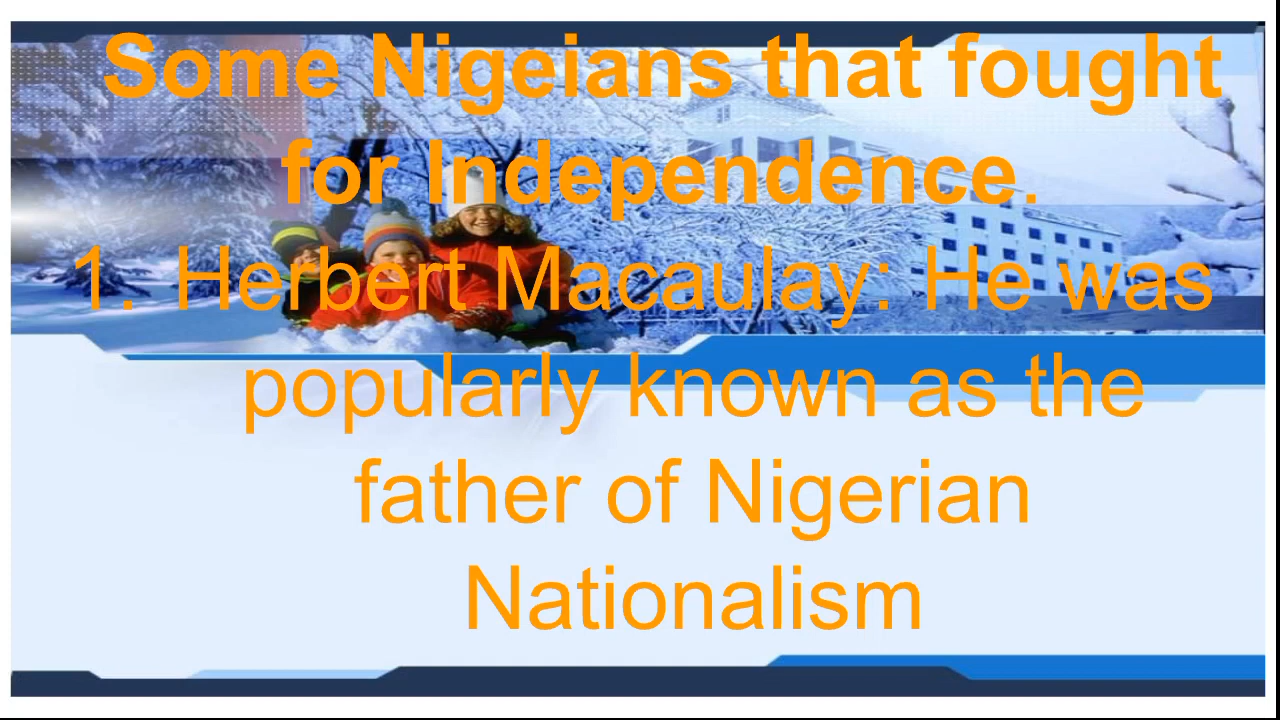 Some Nigeians that fought
for Independence.
1. Herbert Macaulay: He was
popularly known as the
father of Nigerian
Nationalism